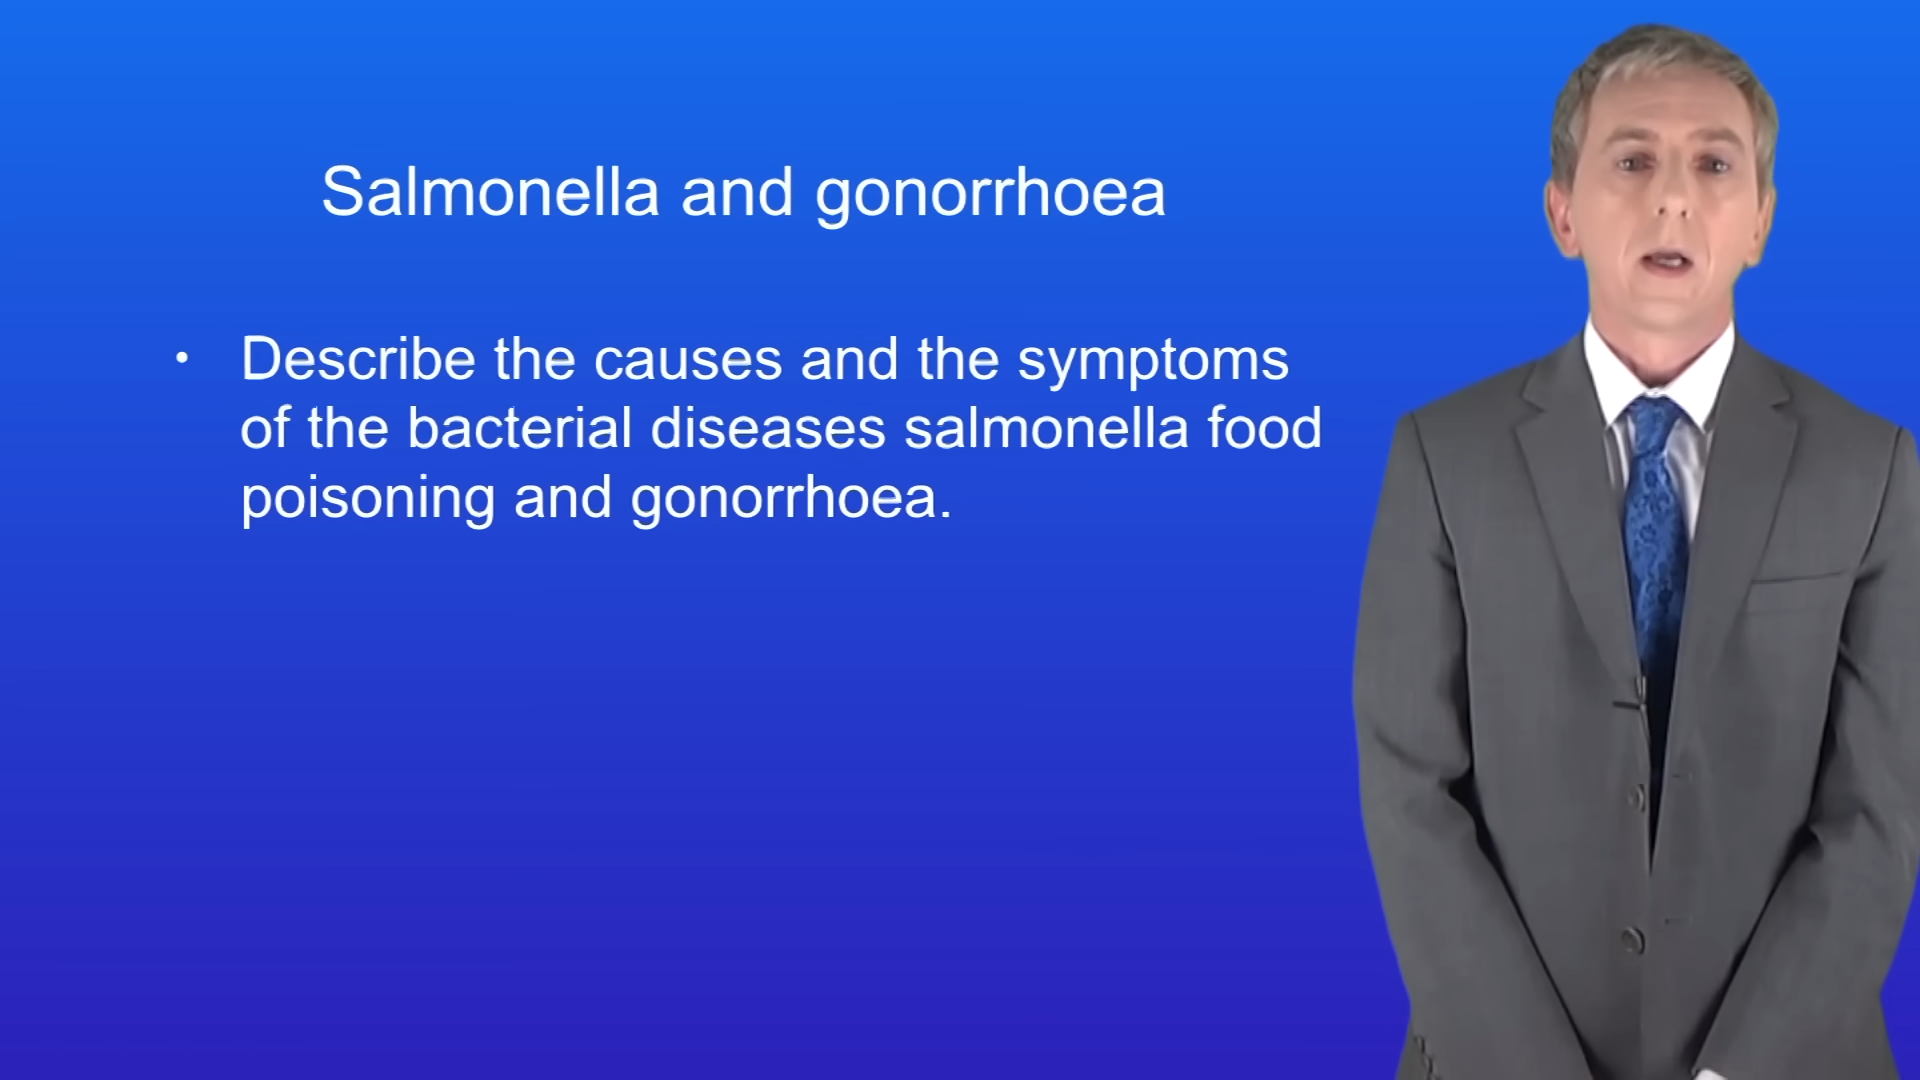 Salmonella and gonorrhoea
• Describe the causes and the symptoms
of the bacterial diseases salmonella food
poisoning and gonorrhoea.